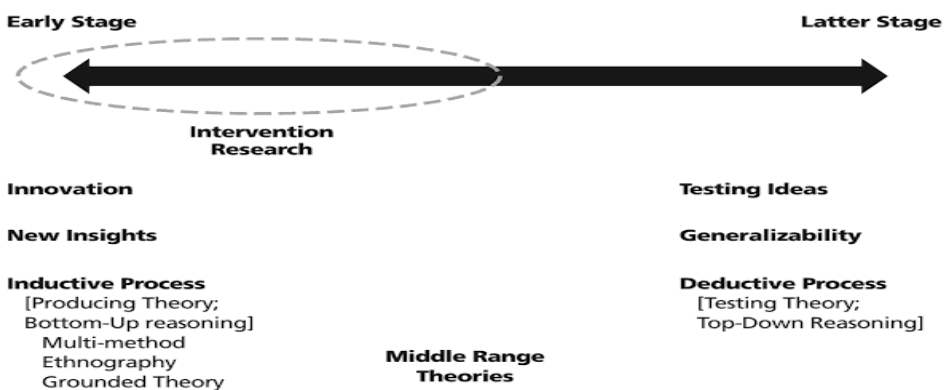 Early Stage
Latter Stage
Intervention
Research
Innovation
Testing Ideas
New Insights
Generalizability
Inductive Process
[Producing Theory;
Bottom-Up reasoning]
Multi-method
Ethnography
Grounded Theory
Deductive Process
[Testing Theory;
Top-Down Reasoning]
Middle Range
Theories